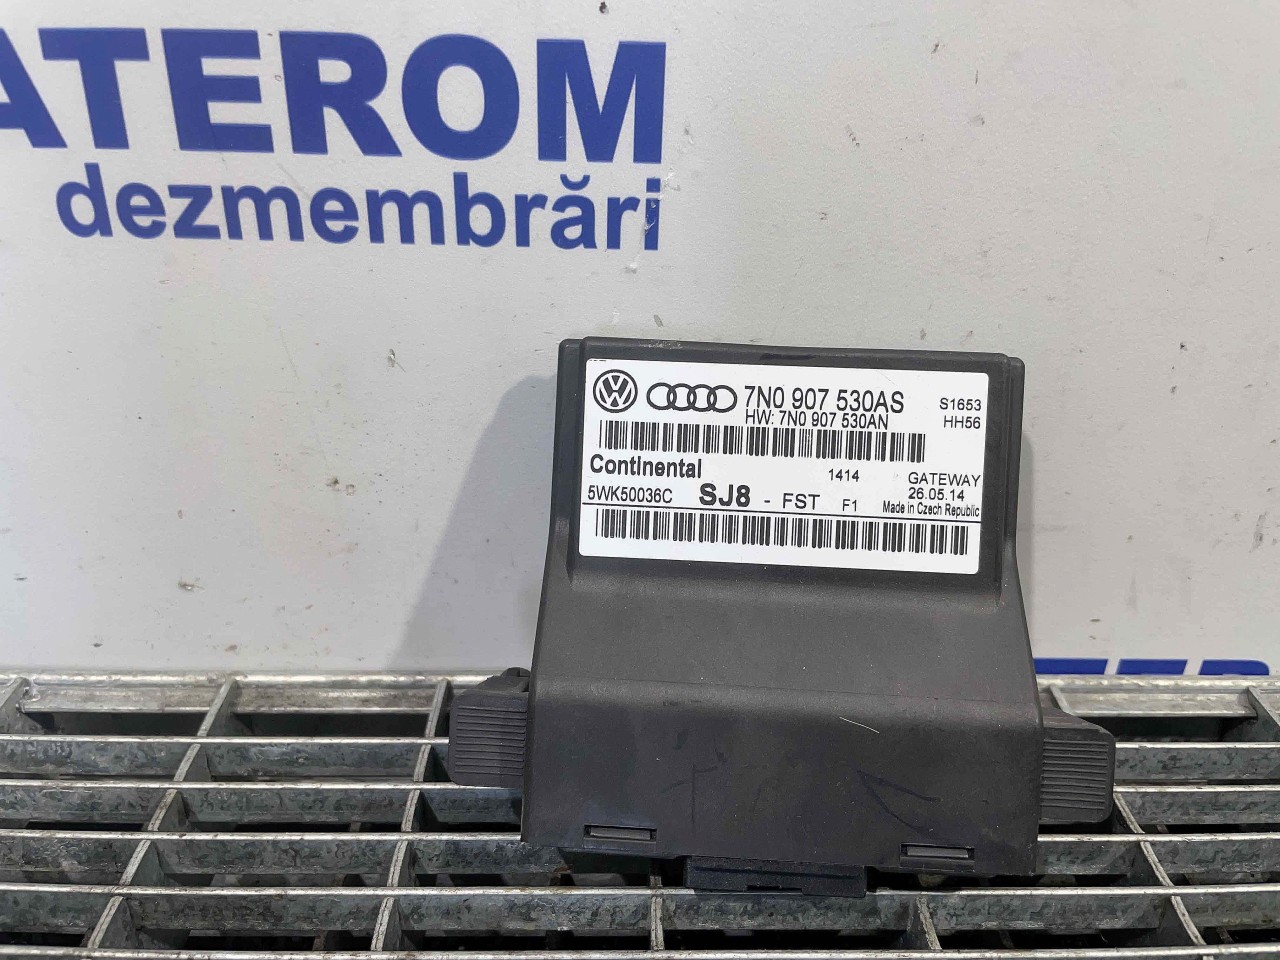 ATEROM
dezmembrări
7N0 907 530AS
HW: 7N0 907 530AN
S1653
HH56
Continental
1414
GATEWAY
5WK50036C SJ8 - FST F1
26.05.14
Made in Czech Republic